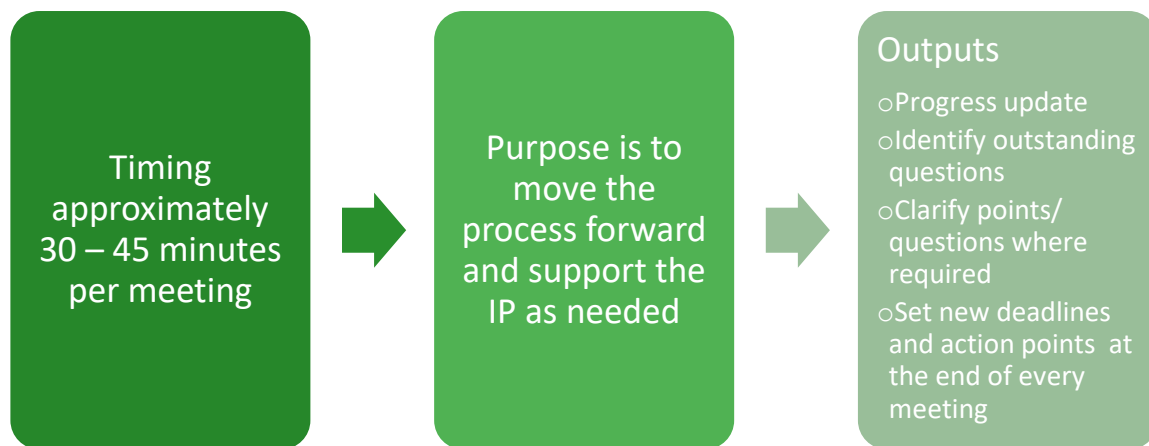 Timing
approximately
30 – 45 minutes
per meeting
Purpose is to
move the
process forward
and support the
IP as needed
Outputs
oProgress update
oIdentify outstanding
questions
oClarify points/
questions where
required
oSet new deadlines
and action points  at
the end of every
meeting